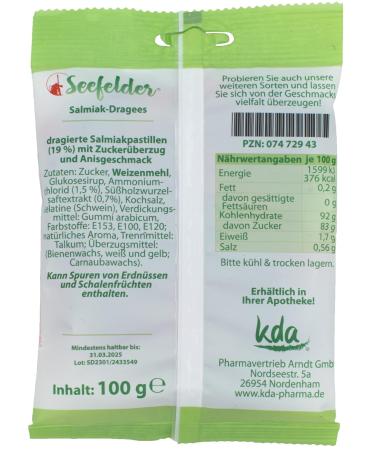 Seefelder
Salmiak-Dragees
dragierte Salmiakpastillen
(19 %) mit Zuckerüberzug
und Anisgeschmack
Zutaten: Zucker, Weizenmehl,
Glukosesirup, Ammonium-
chlorid (1,5 %), Süßholzwurzel-
saftextrakt (0,7%), Kochsalz,
elatine (Schwein), Verdickungs-
mittel: Gummi arabicum,
Farbstoffe: E153, E100, E120;
natürliches Aroma, Trennmittel:
Talkum; Überzugsmittel:
(Bienenwachs, weiß und gelb;
Carnaubawachs).
Kann Spuren von Erdnüssen
und Schalenfrüchten
enthalten.
Mindestens haltbar bis:
31.03.2025
Lot: SD2301/2433549
Inhalt: 100 g e
Probieren Sie auch unsere
weiteren Sorten und lassen
Sie sich von der Geschmacks
vielfalt überzeugen!
PZN: 074 729 43
Nährwertangaben je 100 g
1599 kJ
Energie 376 kcal
Fett 0,2 g
davon gesättigte
Fettsäuren 0 g
Kohlenhydrate 92 g
davon Zucker 83 g
Eiweiß 1,7 g
Salz 0,56 g
Bitte kühl & trocken lagern.
Erhältlich in
Ihrer Apotheke!
kda
Pharmavertrieb Arndt GmbH
Nordseestr. 5a
26954 Nordenham
www.kda-pharma.de